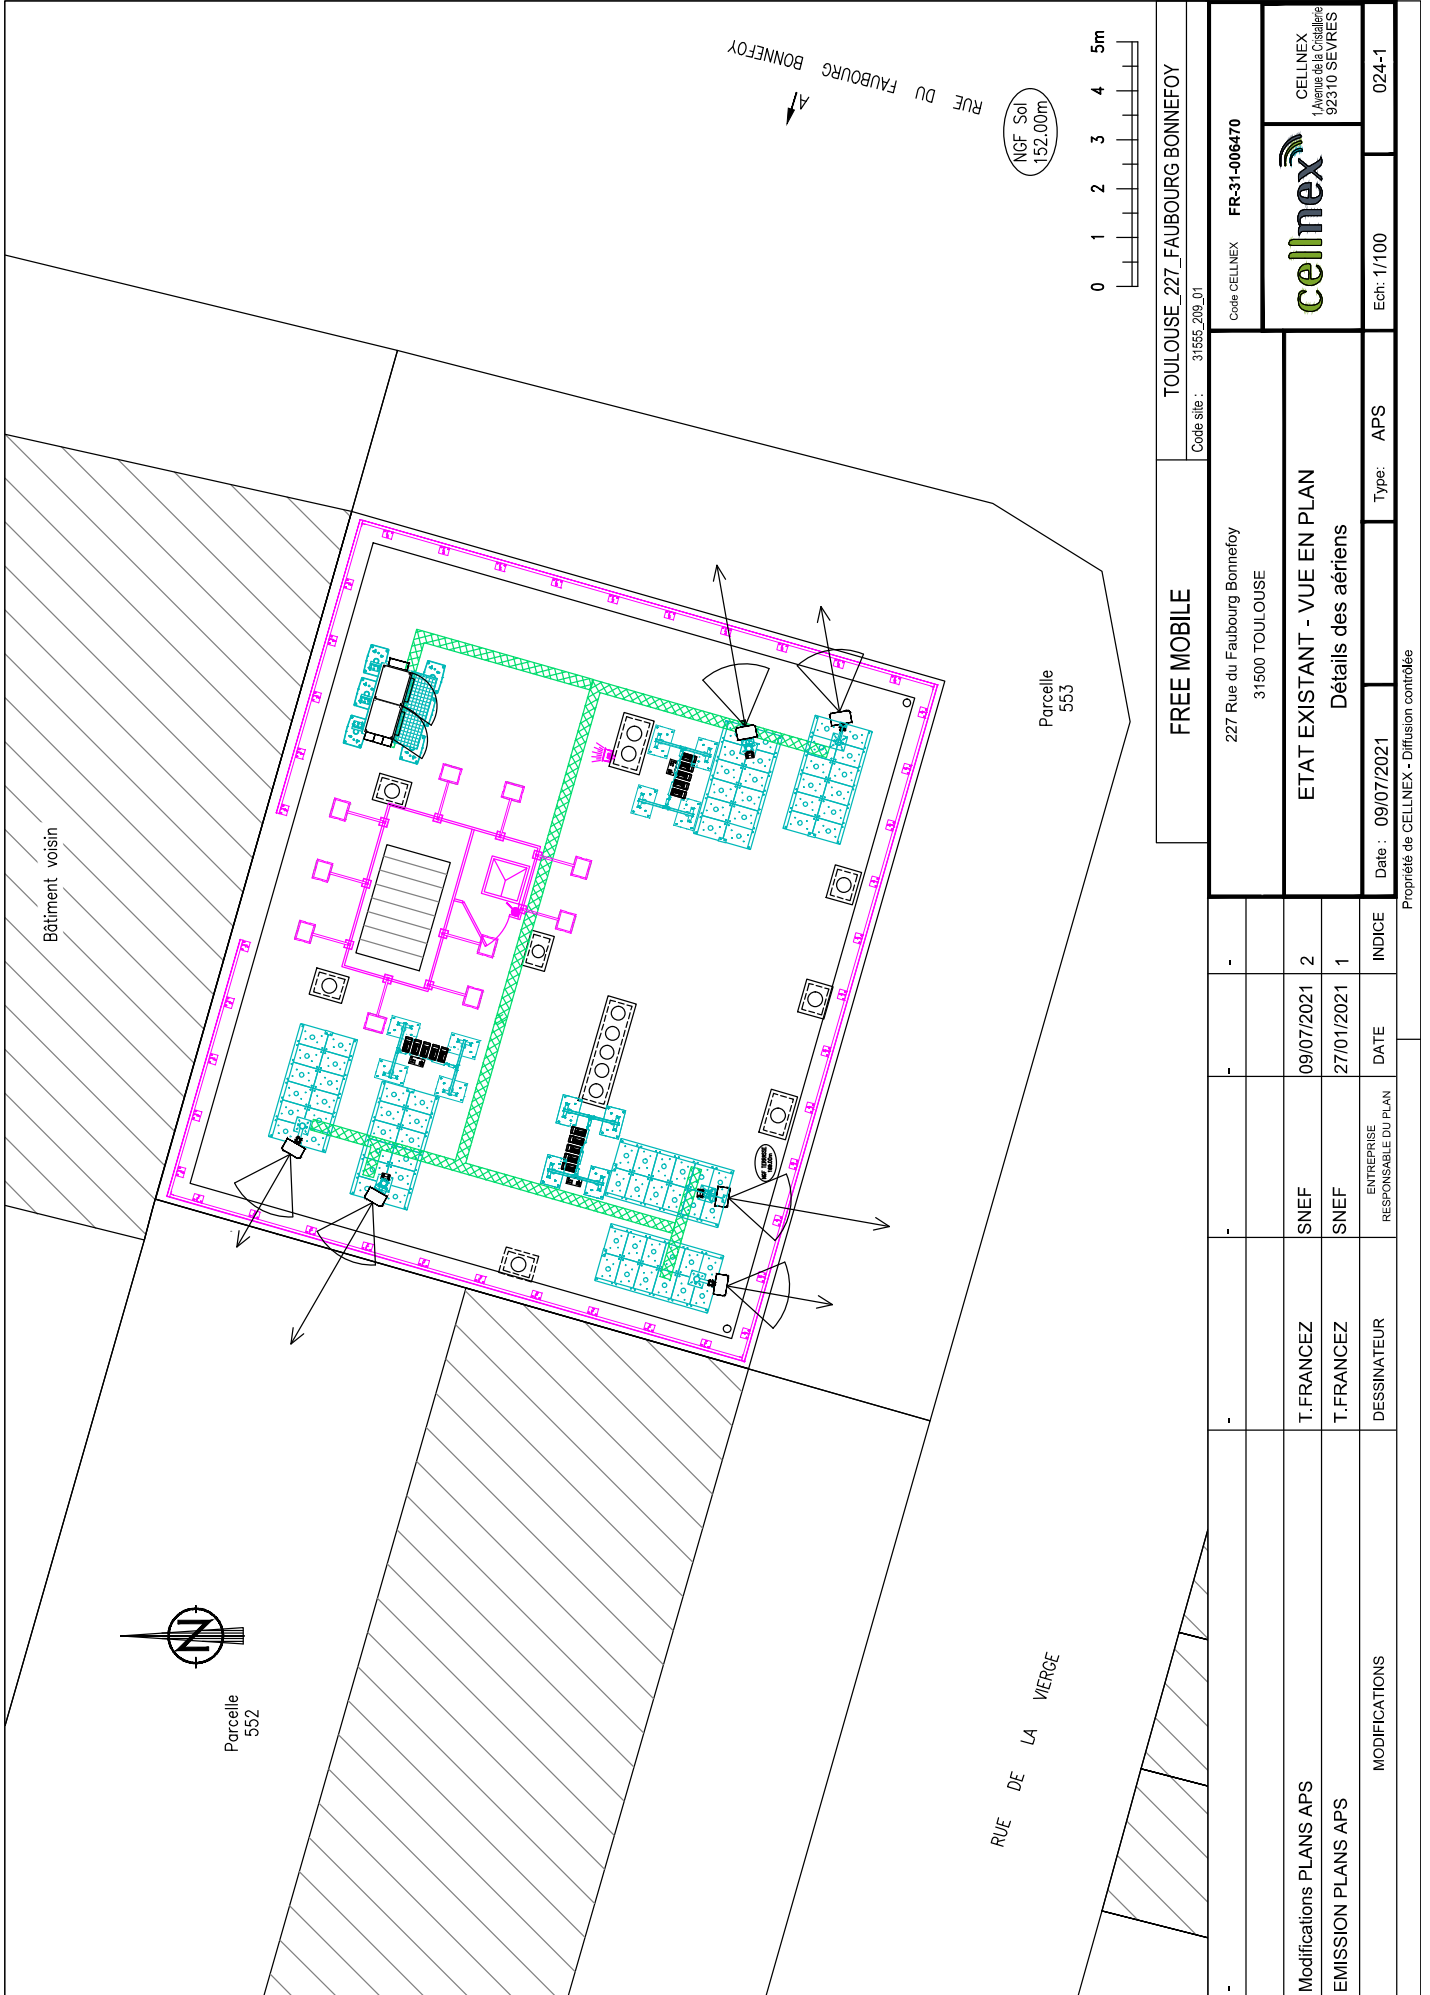 Bâtiment voisin
RUE DU FAUBOURG BONNEFOY
A
NGF Sol
152.00m
0 1 2 3 4 5m
Parcelle
553
Parcelle
552
N
RUE DE LA VIERGE
FREE MOBILE
TOULOUSE_227_FAUBOURG BONNEFOY
Code site : 31555_209_01
227 Rue du Faubourg Bonnefoy
31500 TOULOUSE
Code CELLNEX FR-31-006470
ETAT EXISTANT - VUE EN PLAN
Détails des aériens
cellnex
CELLNEX
1,Avenue de la Cristallerie
92310 SEVRES
Date : 09/07/2021
Type: APS
Ech: 1/100
024-1
Propriété de CELLNEX - Diffusion contrôlée
- - - - -
Modifications PLANS APS T.FRANCEZ SNEF 09/07/2021 2
EMISSION PLANS APS T.FRANCEZ SNEF 27/01/2021 1
MODIFICATIONS DESSINATEUR ENTREPRISE
RESPONSABLE DU PLAN DATE INDICE